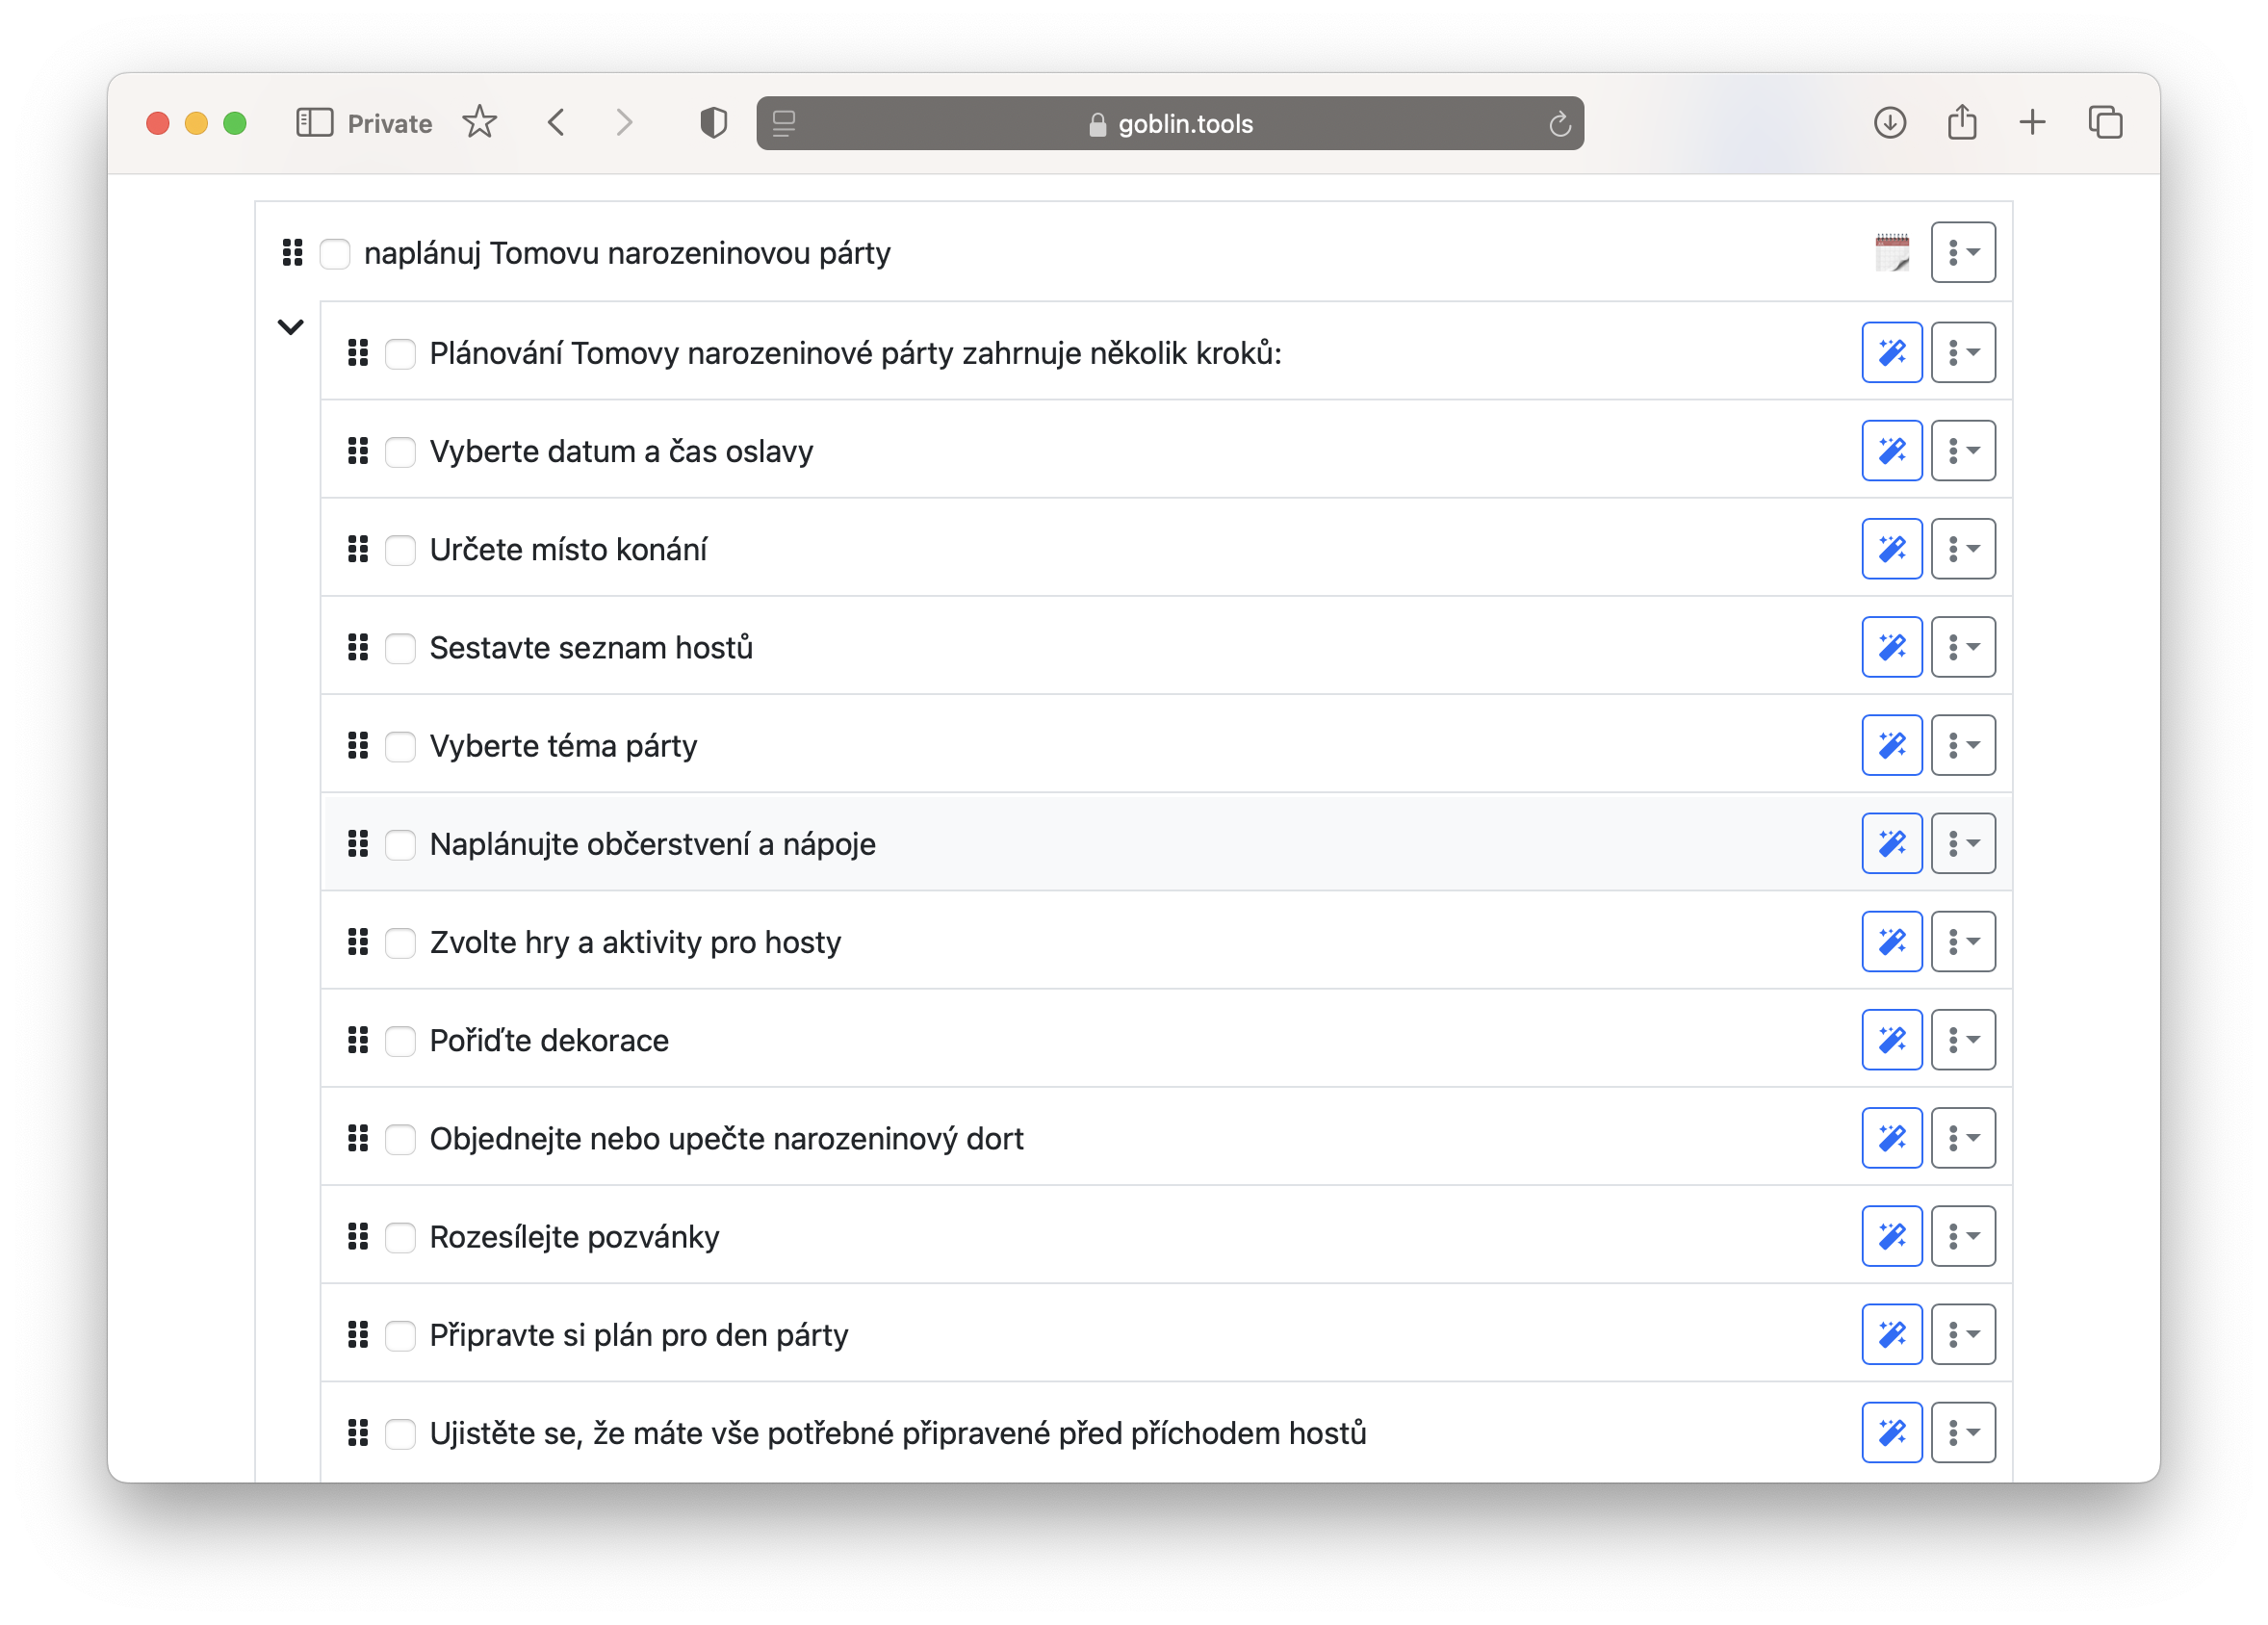 Private
goblin.tools
naplánuj Tomovu narozeninovou párty
Plánování Tomovy narozeninové párty zahrnuje několik kroků:
Vyberte datum a čas oslavy
Určete místo konání
Sestavte seznam hostů
Vyberte téma párty
Naplánujte občerstvení a nápoje
Zvolte hry a aktivity pro hosty
Pořiďte dekorace
Objednejte nebo upečte narozeninový dort
Rozesílejte pozvánky
Připravte si plán pro den párty
Ujistěte se, že máte vše potřebné připravené před příchodem hostů